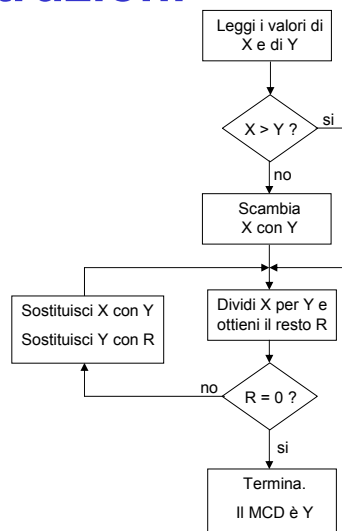 Leggi i valori di
X e di Y
X > Y ?
si
no
Scambia
X con Y
Sostituisci X con Y
Sostituisci Y con R
Dividi X per Y e
ottieni il resto R
no
R = 0 ?
si
Termina.
Il MCD è Y